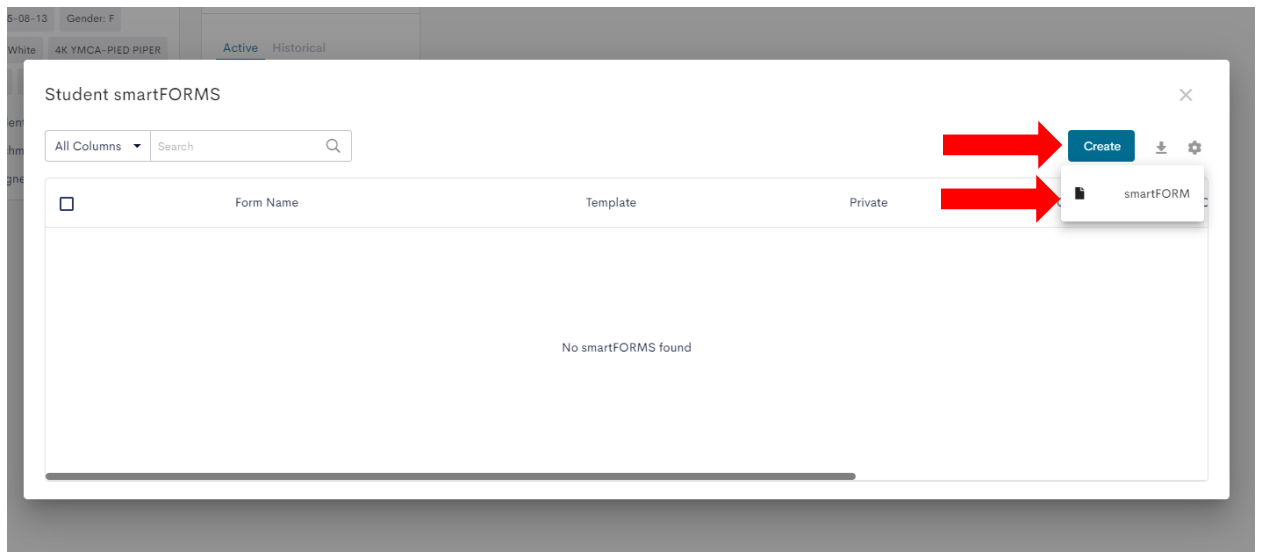 5-08-13 Gender: F
White 4K YMCA-PIED PIPER
Active Historical
Student smartFORMS
All Columns Search
Create
smartFORM
Form Name Template Private
No smartFORMS found